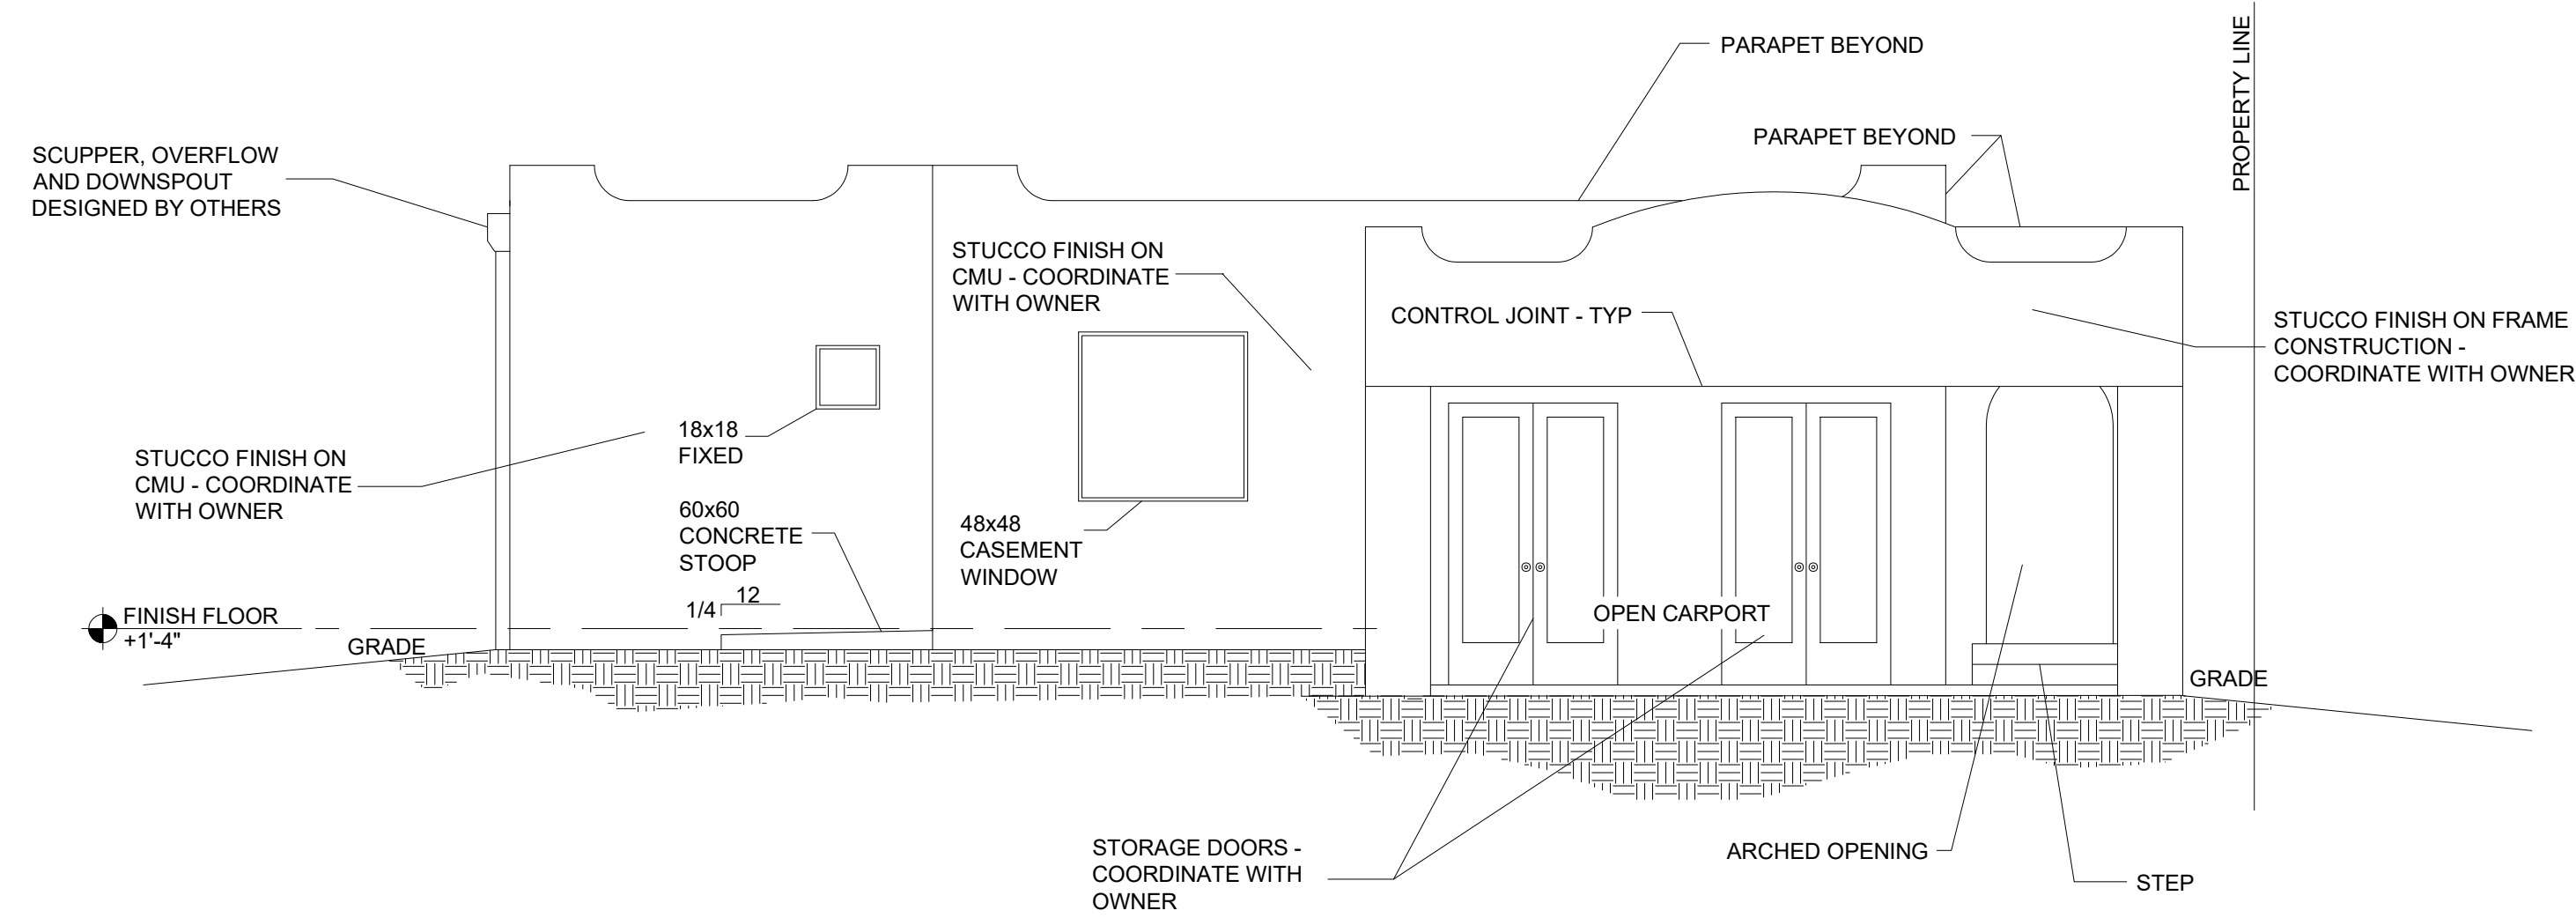 PARAPET BEYOND
PROPERTY LINE
PARAPET BEYOND
SCUPPER, OVERFLOW
AND DOWNSPOUT
DESIGNED BY OTHERS
STUCCO FINISH ON
CMU - COORDINATE
WITH OWNER
CONTROL JOINT - TYP
STUCCO FINISH ON FRAME
CONSTRUCTION -
COORDINATE WITH OWNER
18x18
FIXED
STUCCO FINISH ON
CMU - COORDINATE
WITH OWNER
60x60
CONCRETE
STOOP
48x48
CASEMENT
WINDOW
12
1/4
OPEN CARPORT
FINISH FLOOR
+1'-4"
GRADE
GRADE
STORAGE DOORS -
COORDINATE WITH
OWNER
ARCHED OPENING
STEP